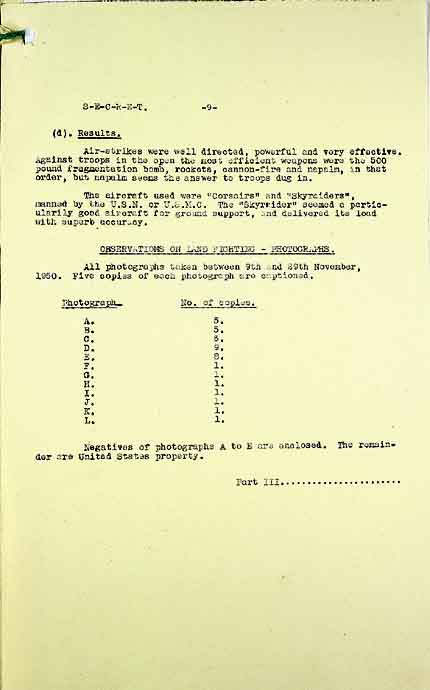 S-E-C-R-E-T. -9-
(d). Results.
Air-strikes were well directed, powerful and very effective.
Against troops in the open the most efficient weapons were the 500
pound fragmentation bomb, rockets, cannon-fire and napalm, in that
order, but napalm seems the answer to troops dug in.
The aircraft used were "Corsairs" and "Skyraiders",
manned by the U.S.N. or U.S.M.C. The "Skyraider" seemed a partic-
ularily good aircraft for ground support, and delivered its load
with superb accuracy.
OBSERVATIONS ON LAND FIGHTING - PHOTOGRAPHS.
All photographs taken between 9th and 29th November,
1950. Five copies of each photograph are captioned.
Photograph No. of copies.
A. 5.
B. 5.
C. 5.
D. 9.
E. 8.
F. 1.
G. 1.
H. 1.
I. 1.
J. 1.
K. 1.
L. 1.
Negatives of photographs A to E are enclosed. The remain-
der are United States property.
Part III......................